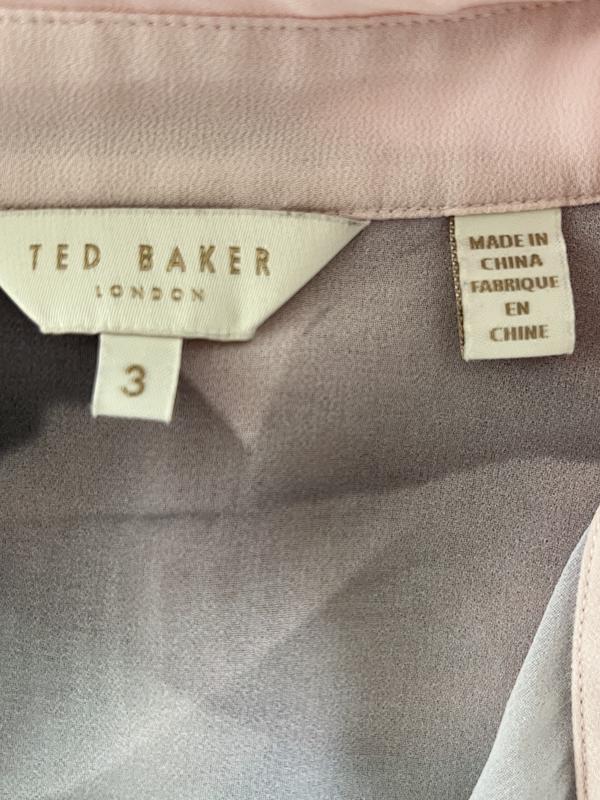 TED BAKER
LONDON
3
MADE IN
CHINA
FABRIQUE
EN
CHINE